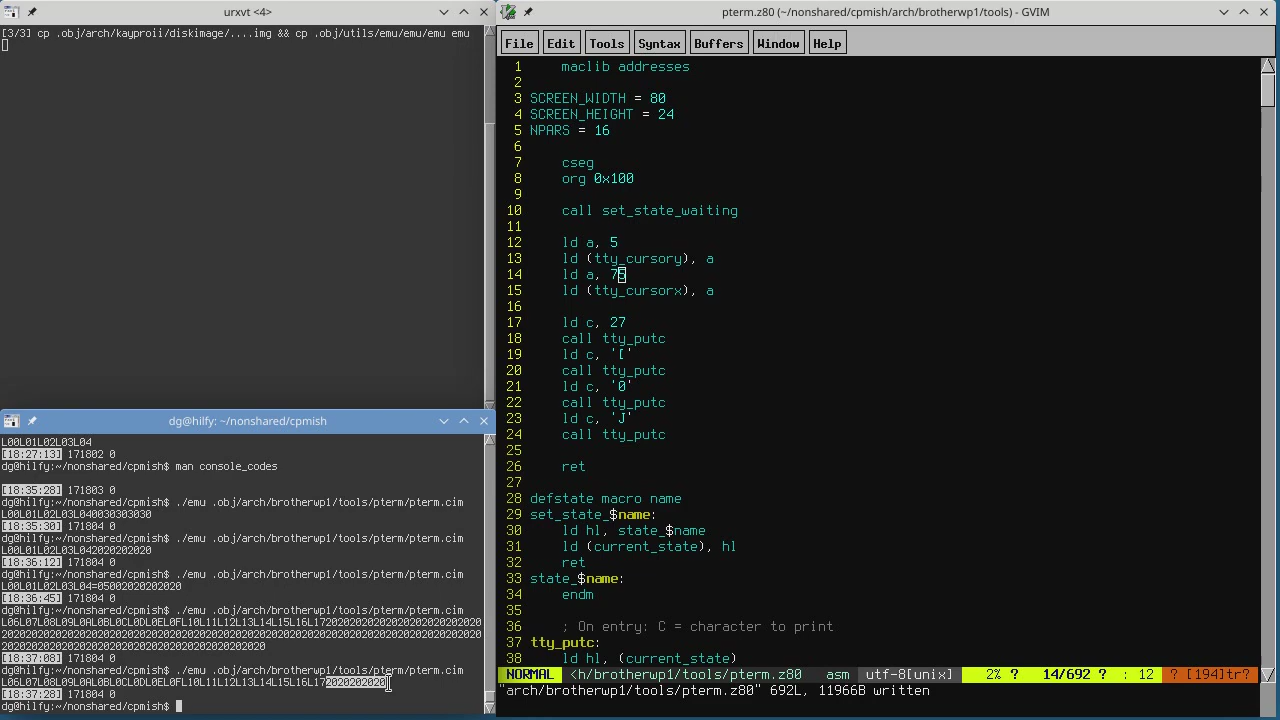 urxvt <4>
[3/3] cp .obj/arch/kayproii/diskimage/....img && cp .obj/utils/emu/emu/emu emu
dg@hilfy: ~/nonshared/cpmish
L00L01L02L03L04
[18:27:13] 171802 0
dg@hilfy:~/nonshared/cpmish$ man console_codes
[18:35:28] 171803 0
dg@hilfy:~/nonshared/cpmish$ ./emu .obj/arch/brotherwp1/tools/pterm/pterm.cim
L00L01L02L03L040030303030
[18:35:30] 171804 0
dg@hilfy:~/nonshared/cpmish$ ./emu .obj/arch/brotherwp1/tools/pterm/pterm.cim
L00L01L02L03L042020202020
[18:36:12] 171804 0
dg@hilfy:~/nonshared/cpmish$ ./emu .obj/arch/brotherwp1/tools/pterm/pterm.cim
L00L01L02L03L04=05002020202020
[18:36:45] 171804 0
dg@hilfy:~/nonshared/cpmish$ ./emu .obj/arch/brotherwp1/tools/pterm/pterm.cim
L06L07L08L09L0AL0BL0CL0DL0EL0FL10L11L12L13L14L15L16L1720202020202020202020202020
20202020202020202020202020202020202020202020202020202020202020202020202020202020
20202020202020202020202020202020202020202020
[18:37:08] 171804 0
dg@hilfy:~/nonshared/cpmish$ ./emu .obj/arch/brotherwp1/tools/pterm/pterm.cim
L06L07L08L09L0AL0BL0CL0DL0EL0FL10L11L12L13L14L15L16L172020202020
[18:37:28] 171804 0
dg@hilfy:~/nonshared/cpmish$
pterm.z80 (~/nonshared/cpmish/arch/brotherwp1/tools) - GVIM
File Edit Tools Syntax Buffers Window Help
1 maclib addresses
2
3 SCREEN_WIDTH = 80
4 SCREEN_HEIGHT = 24
5 NPARS = 16
6
7 cseg
8 org 0x100
9
10 call set_state_waiting
11
12 ld a, 5
13 ld (tty_cursory), a
14 ld a, 75
15 ld (tty_cursorx), a
16
17 ld c, 27
18 call tty_putc
19 ld c, '['
20 call tty_putc
21 ld c, '0'
22 call tty_putc
23 ld c, 'J'
24 call tty_putc
25
26 ret
27
28 defstate macro name
29 set_state_$name:
30 ld hl, state_$name
31 ld (current_state), hl
32 ret
33 state_$name:
34 endm
35
36 ; On entry: C = character to print
37 tty_putc:
38 ld hl, (current_state)
NORMAL <h/brotherwp1/tools/pterm.z80 asm utf-8[unix] 2% ? 14/692 ? : 12 ? [194]tr?
"arch/brotherwp1/tools/pterm.z80" 692L, 11966B written